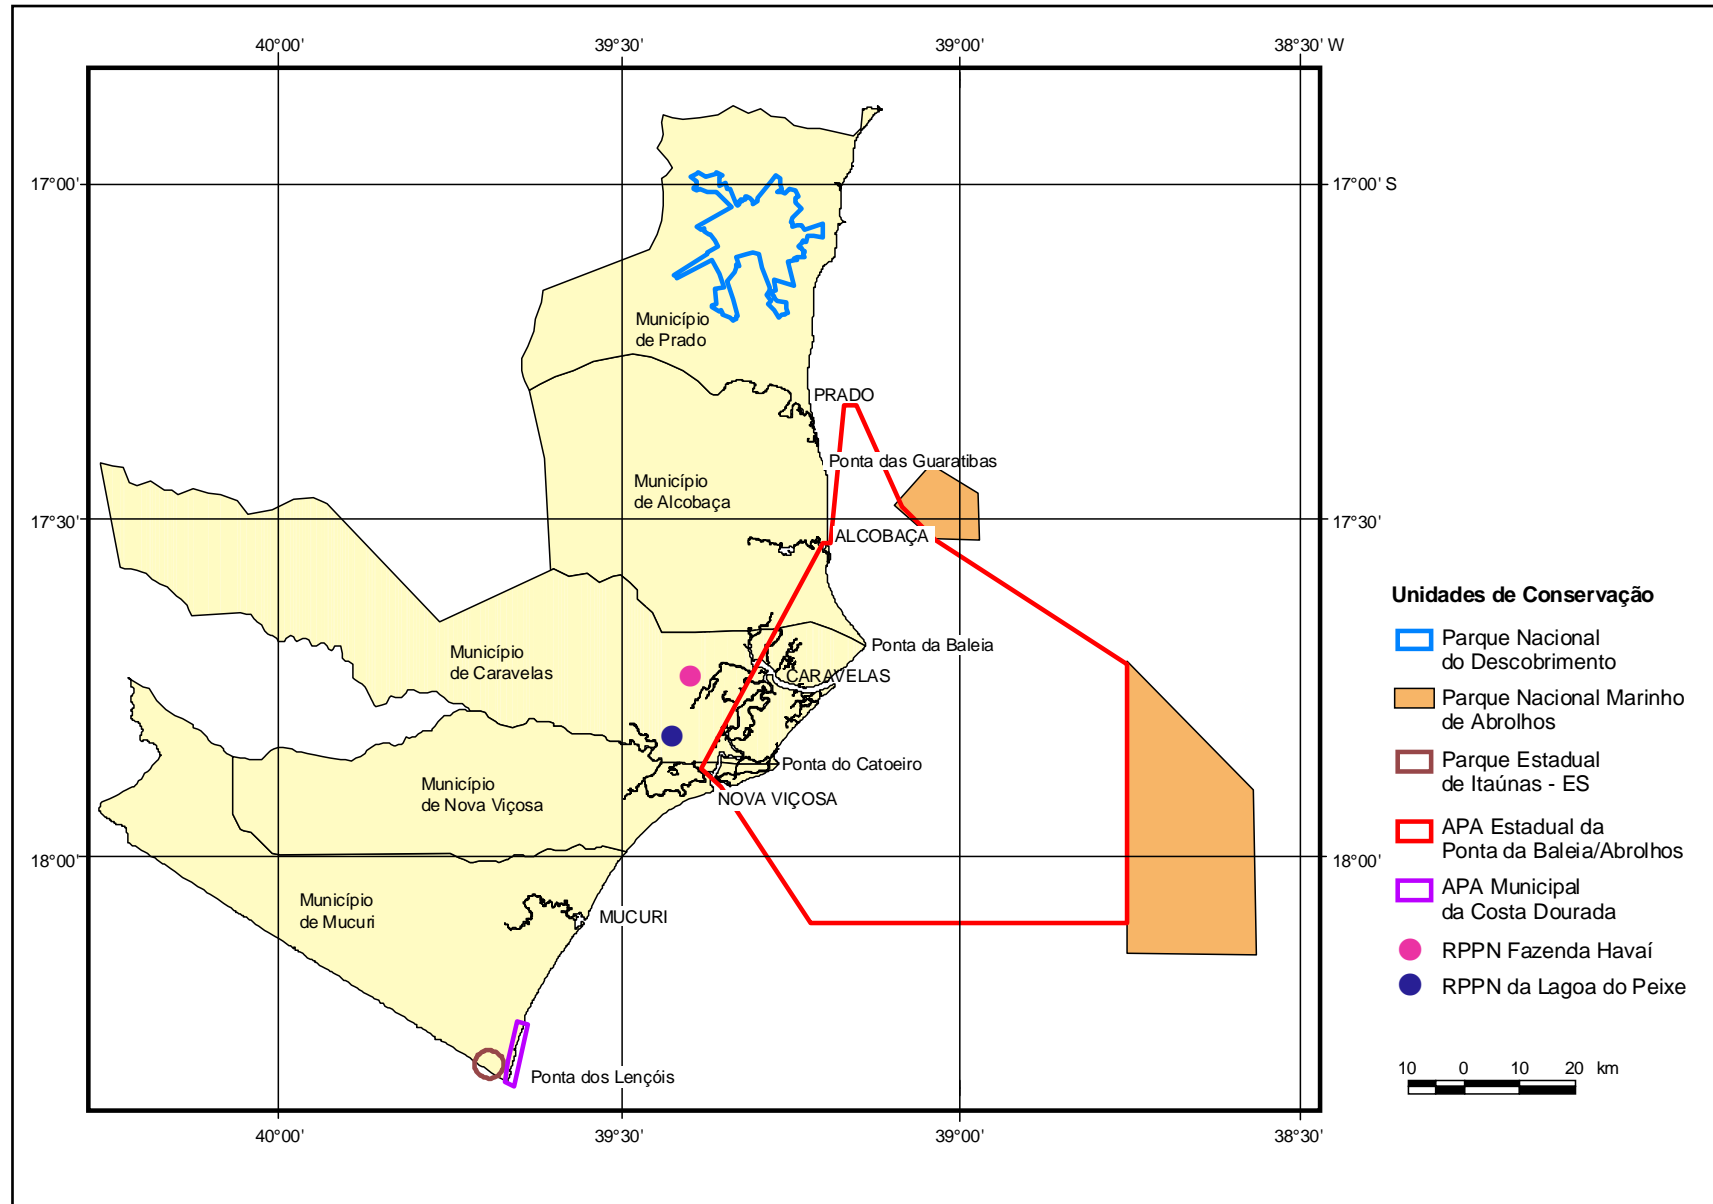 40°00'
39°30'
39°00'
38°30' W
17°00'
17°00' S
Município
de Prado
PRADO
Ponta das Guaratibas
Município
de Alcobaça
17°30'
17°30'
ALCOBAÇA
Ponta da Baleia
Município
de Caravelas
CARAVELAS
Ponta do Catoeiro
Município
de Nova Viçosa
NOVA VIÇOSA
18°00'
18°00'
Município
de Mucuri
MUCURI
Ponta dos Lençóis
40°00'
39°30'
39°00'
38°30'
Unidades de Conservação
Parque Nacional
do Descobrimento
Parque Nacional Marinho
de Abrolhos
Parque Estadual
de Itaúnas - ES
APA Estadual da
Ponta da Baleia/Abrolhos
APA Municipal
da Costa Dourada
RPPN Fazenda Havaí
RPPN da Lagoa do Peixe
10 0 10 20 km